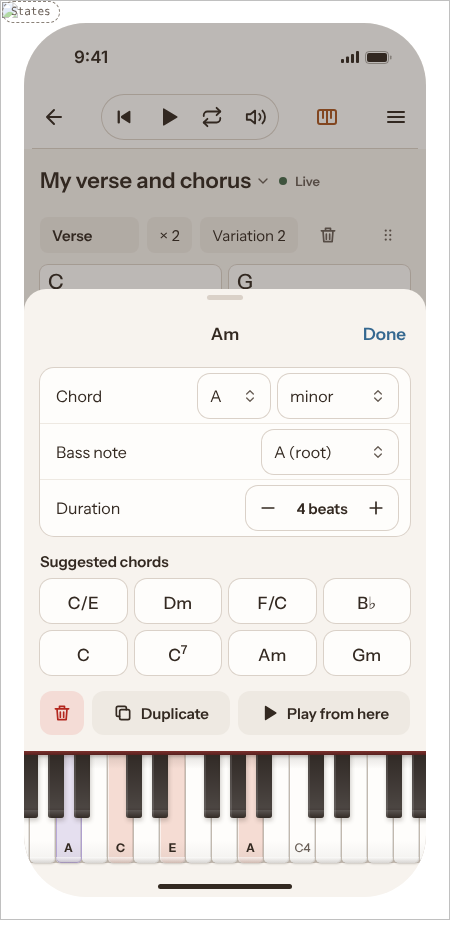 States
9:41
My verse and chorus Live
Verse × 2 Variation 2
C G
Am Done
Chord A minor
Bass note A (root)
Duration 4 beats
Suggested chords
C/E Dm F/C B♭
C C⁷ Am Gm
Duplicate Play from here
A C E A C4